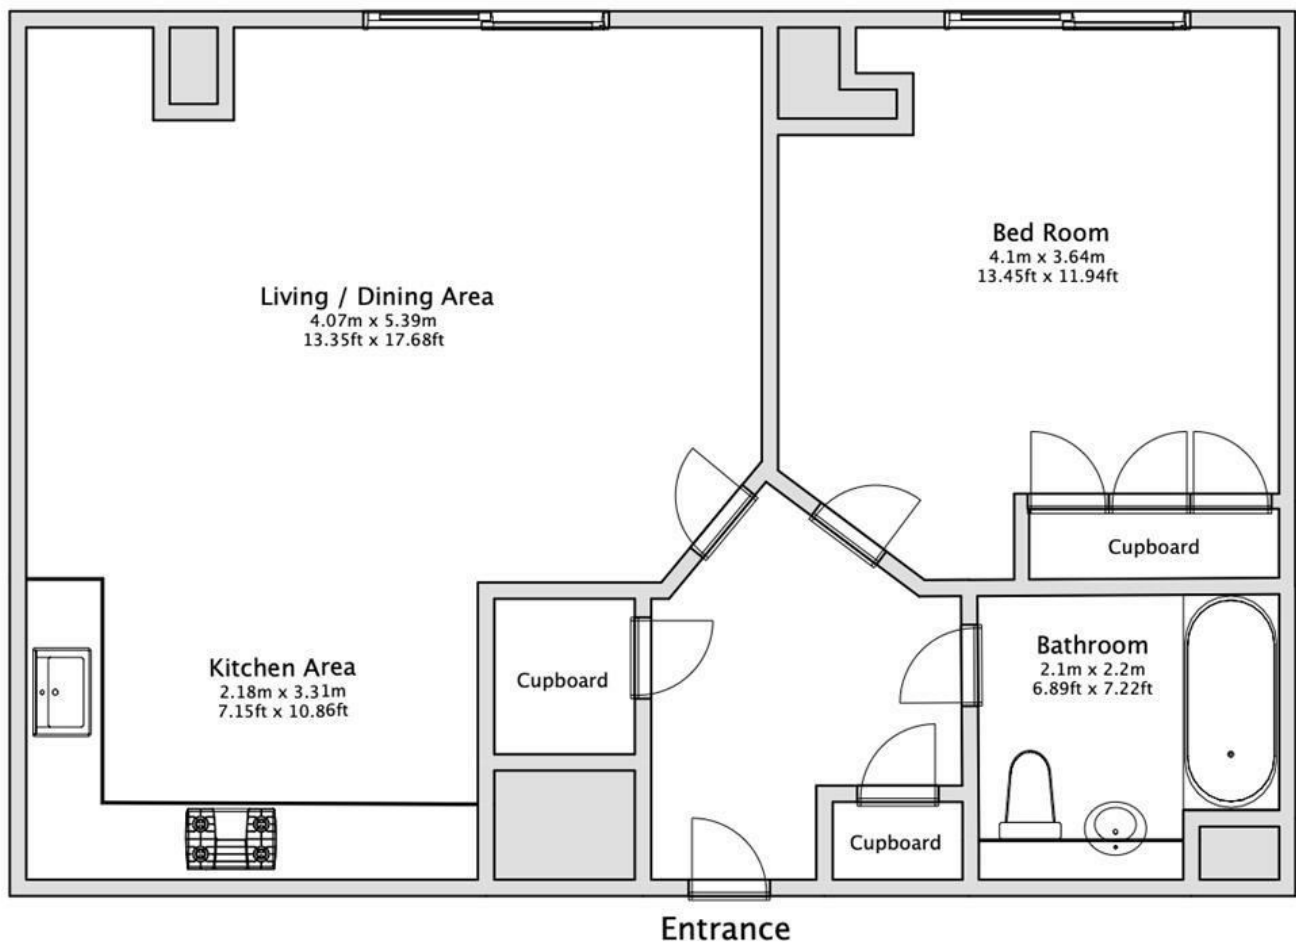 Living / Dining Area
4.07m x 5.39m
13.35ft x 17.68ft
Bed Room
4.1m x 3.64m
13.45ft x 11.94ft
Cupboard
Kitchen Area
2.18m x 3.31m
7.15ft x 10.86ft
Cupboard
Bathroom
2.1m x 2.2m
6.89ft x 7.22ft
Cupboard
Entrance